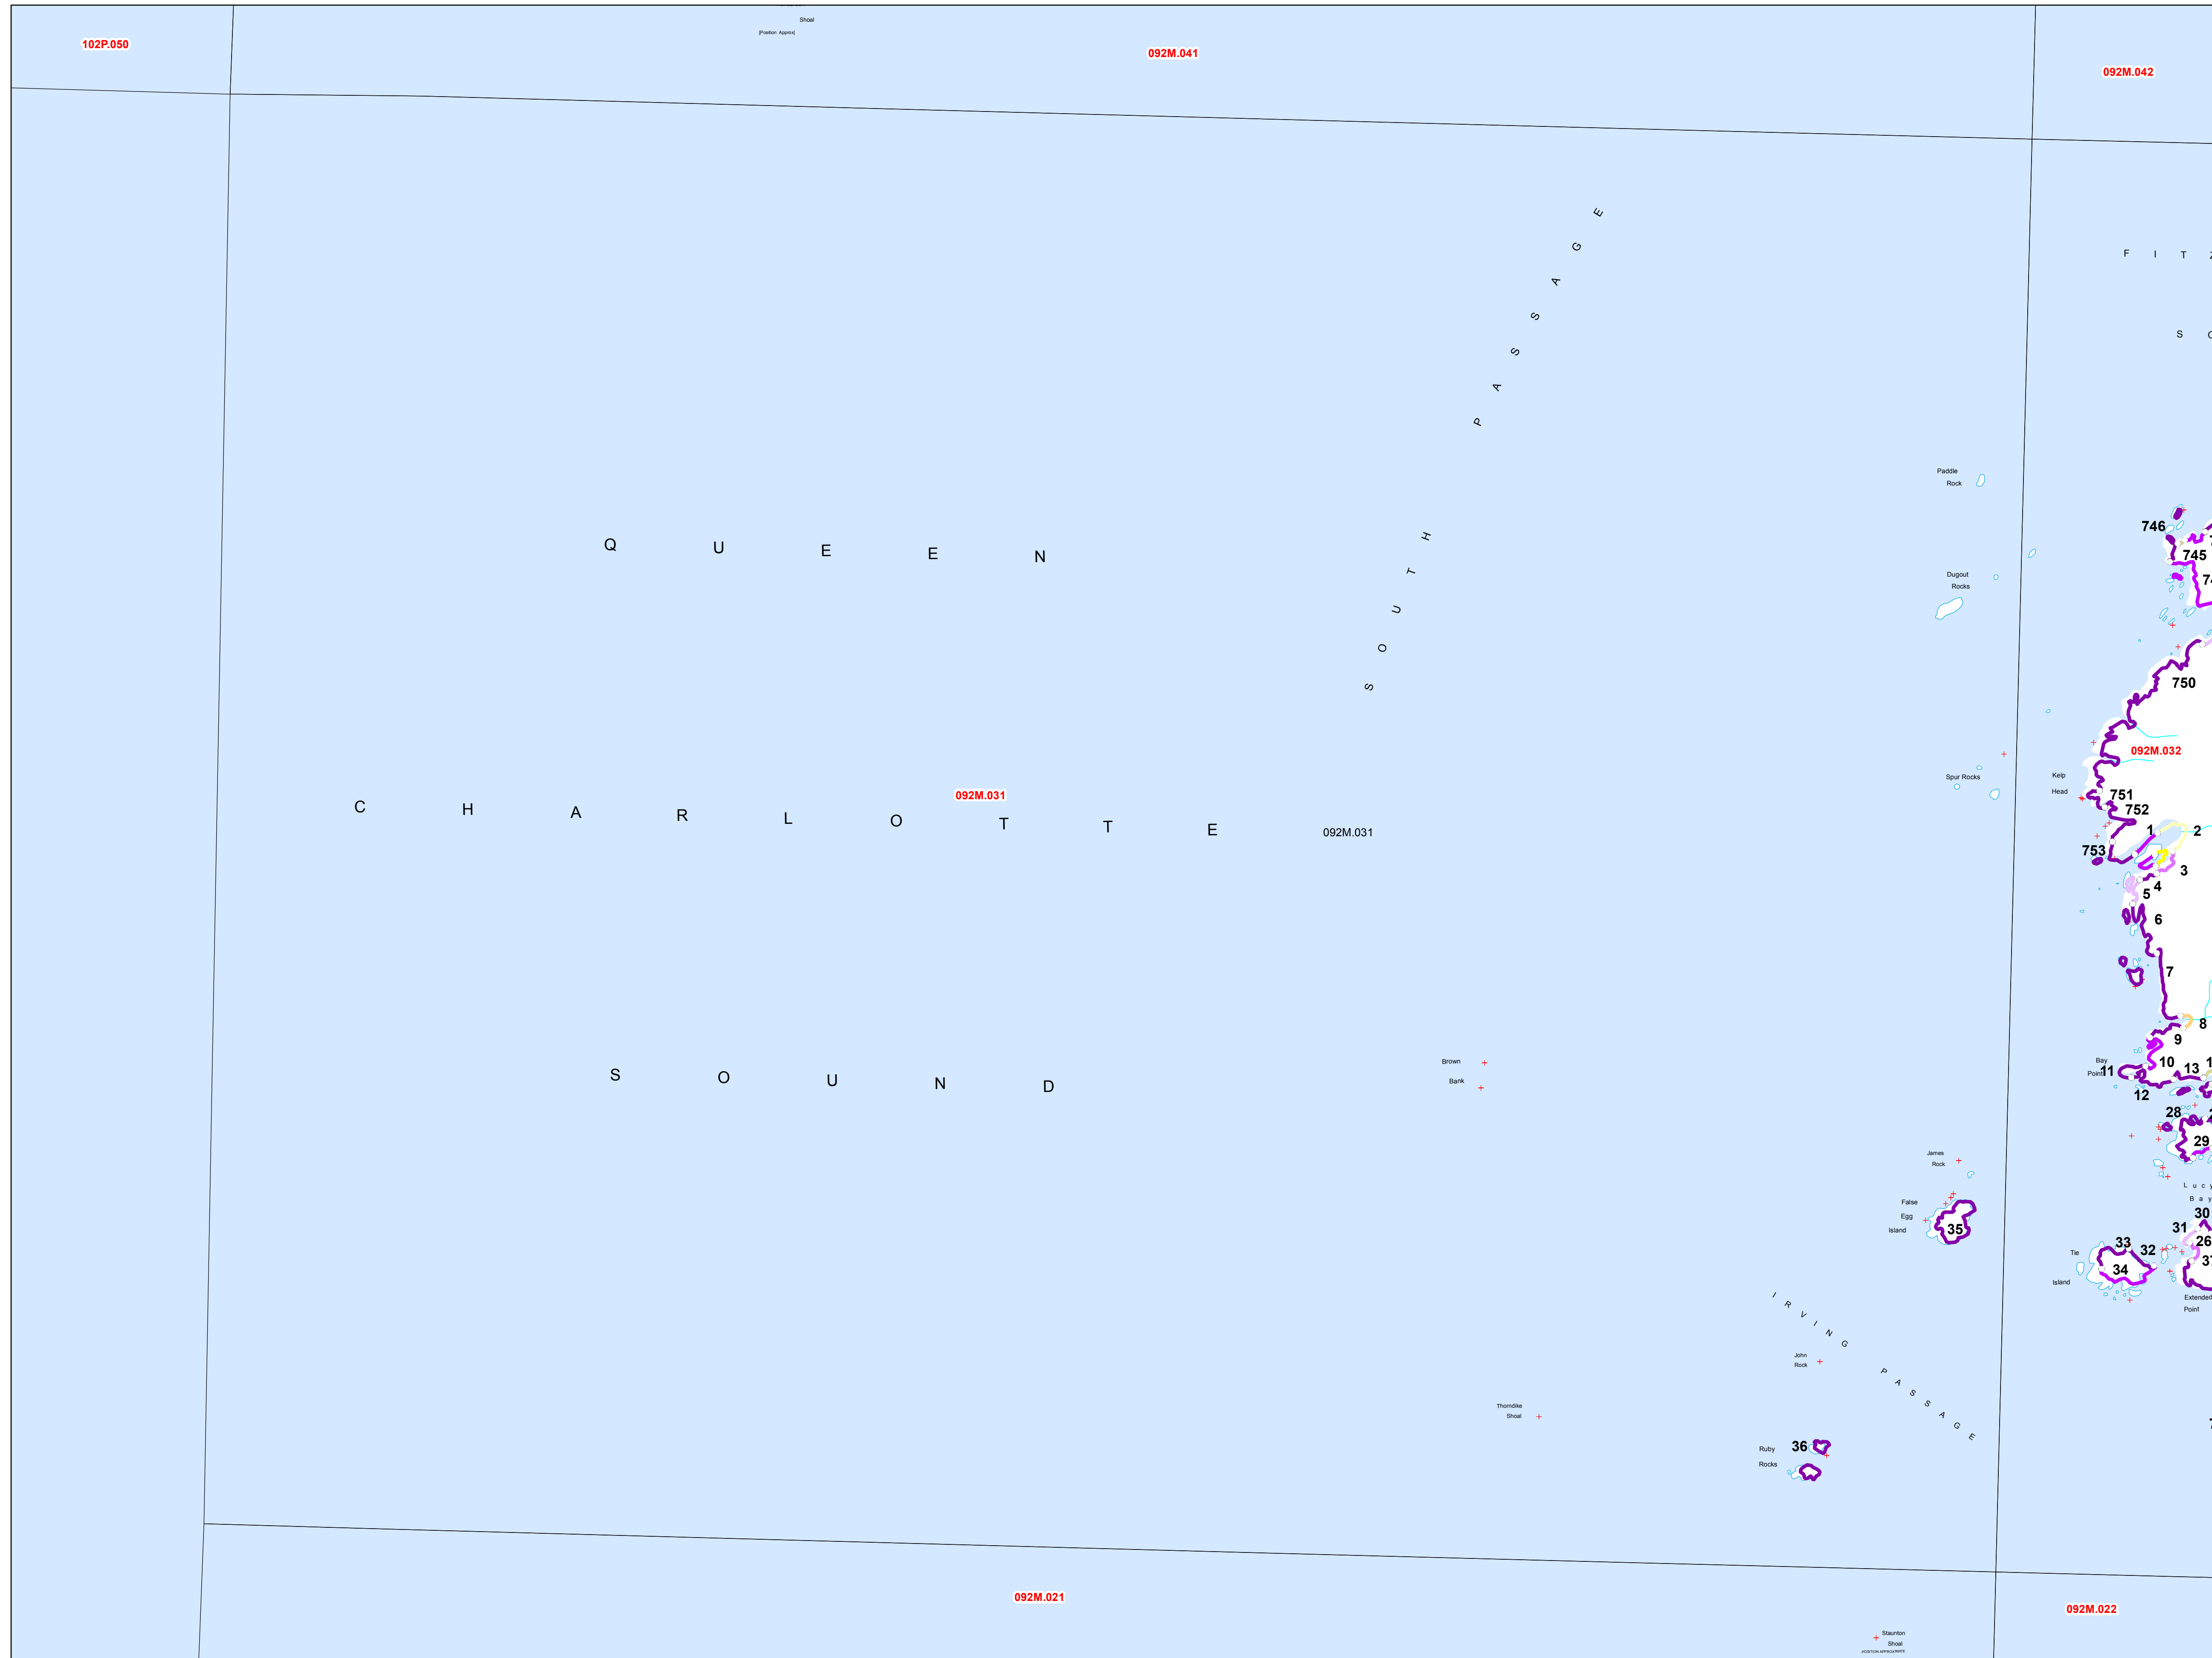 Shoal
[Position Approx]
102P.050
092M.041
092M.042
SOUTH PASSAGE
Paddle
Rock
Dugout
Rocks
746
745
750
QUEEN
092M.032
Spur Rocks
Kelp
Head
092M.031
CHARLOTTE
092M.031
751
752
1
2
753
3
4
5
6
7
8
9
10
Bay
Point
11
12
13
Brown
Bank
SOUND
28
29
James
Rock
False
Egg
Island
35
Lucy
Bay
30
31
26
33
32
34
Tie
Island
Extended
Point
IRVING PASSAGE
John
Rock
Thorndike
Shoal
Ruby
Rocks
36
092M.021
092M.022
Staunton
Shoal